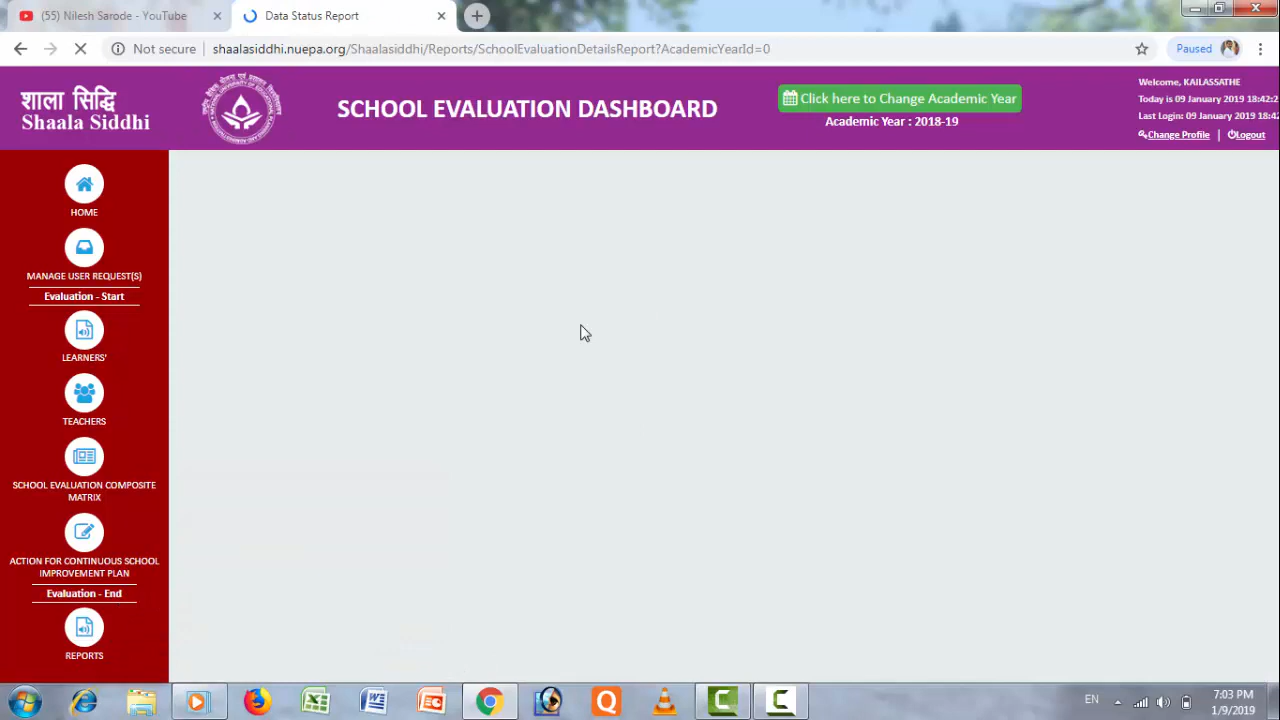 (55) Nilesh Sarode - YouTube
Data Status Report
Not secure
shaalasiddhi.nuepa.org/Shaalasiddhi/Reports/SchoolEvaluationDetailsReport?AcademicYearId=0
Paused
शाला सिद्धि
Shaala Siddhi
SCHOOL EVALUATION DASHBOARD
Click here to Change Academic Year
Academic Year : 2018-19
Welcome, KAILASSATHE
Today is 09 January 2019 18:42:2
Last Login: 09 January 2019 18:42
Change Profile | Logout
HOME
MANAGE USER REQUEST(S)
Evaluation - Start
LEARNERS'
TEACHERS
SCHOOL EVALUATION COMPOSITE
MATRIX
ACTION FOR CONTINUOUS SCHOOL
IMPROVEMENT PLAN
Evaluation - End
REPORTS
EN
7:03 PM
1/9/2019